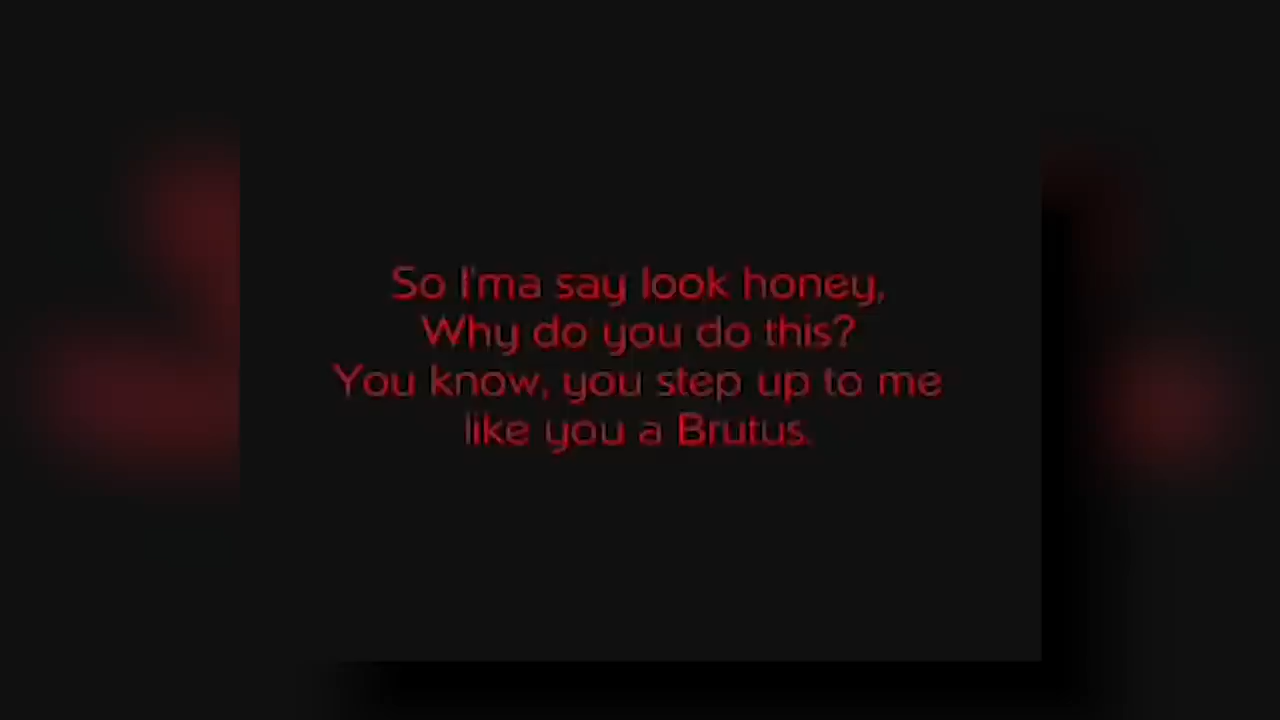 So I'ma say look honey,
Why do you do this?
You know, you step up to me
like you a Brutus.